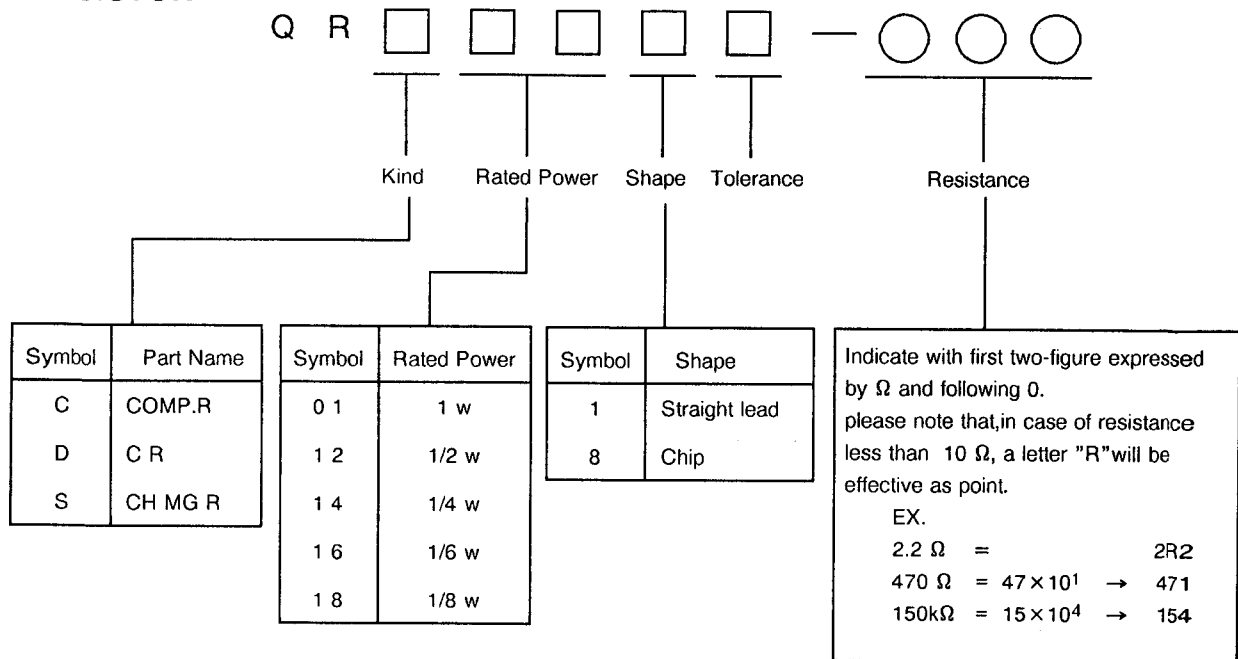 Q R □ □ □ □ □ — ○ ○ ○
Kind Rated Power Shape Tolerance Resistance
Symbol Part Name
C COMP.R
D C R
S CH MG R
Symbol Rated Power
0 1 1 w
1 2 1/2 w
1 4 1/4 w
1 6 1/6 w
1 8 1/8 w
Symbol Shape
1 Straight lead
8 Chip
Indicate with first two-figure expressed
by Ω and following 0.
please note that,in case of resistance
less than 10 Ω, a letter "R"will be
effective as point.
EX.
2.2 Ω = 2R2
470 Ω = 47×10¹ → 471
150kΩ = 15×10⁴ → 154